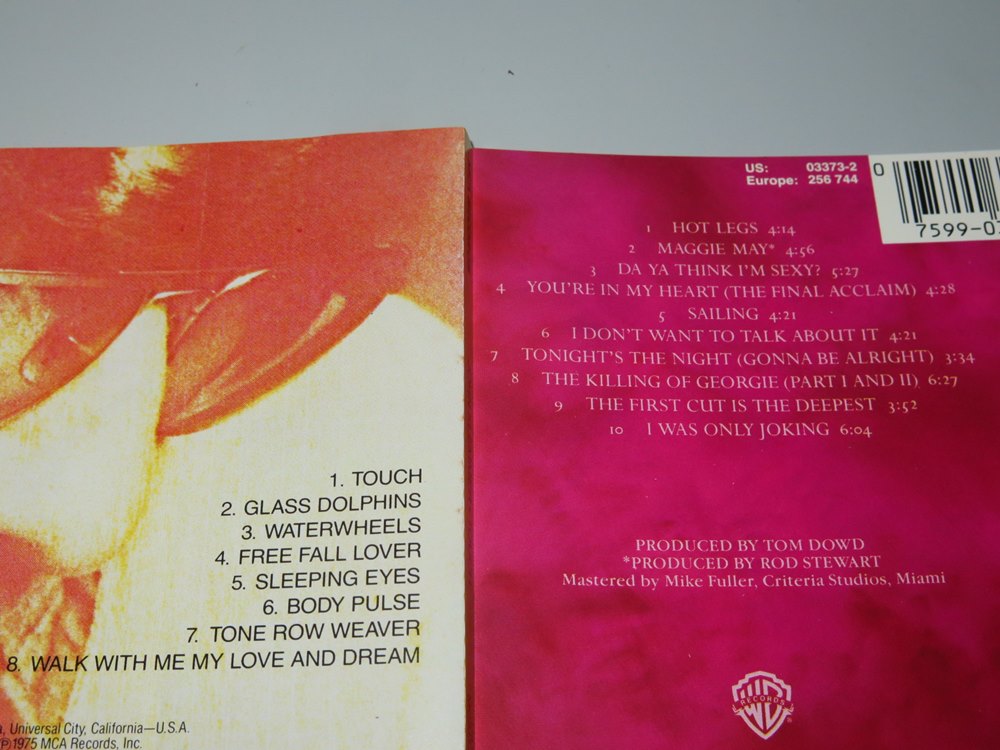 1. TOUCH
2. GLASS DOLPHINS
3. WATERWHEELS
4. FREE FALL LOVER
5. SLEEPING EYES
6. BODY PULSE
7. TONE ROW WEAVER
8. WALK WITH ME MY LOVE AND DREAM
Universal City, California—U.S.A.
℗1975 MCA Records, Inc.
US: 03373-2
Europe: 256 744
0
7599-0
1 HOT LEGS 4:14
2 MAGGIE MAY* 4:56
3 DA YA THINK I'M SEXY? 5:27
4 YOU'RE IN MY HEART (THE FINAL ACCLAIM) 4:28
5 SAILING 4:21
6 I DON'T WANT TO TALK ABOUT IT 4:21
7 TONIGHT'S THE NIGHT (GONNA BE ALRIGHT) 3:34
8 THE KILLING OF GEORGIE (PART I AND II) 6:27
9 THE FIRST CUT IS THE DEEPEST 3:52
10 I WAS ONLY JOKING 6:04
PRODUCED BY TOM DOWD
*PRODUCED BY ROD STEWART
Mastered by Mike Fuller, Criteria Studios, Miami
RECORDS